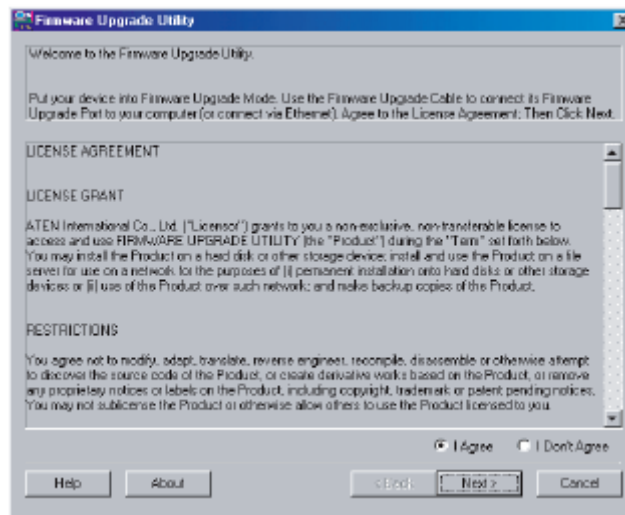 Firmware Upgrade Utility
Welcome to the Firmware Upgrade Utility.
Put your device into Firmware Upgrade Mode. Use the Firmware Upgrade Cable to connect its Firmware
Upgrade Port to your computer (or connect via Ethernet). Agree to the License Agreement; Then Click Next.
LICENSE AGREEMENT
LICENSE GRANT
ATEN International Co., Ltd. ("Licensor") grants to you a non-exclusive, non-transferable license to
access and use FIRMWARE UPGRADE UTILITY (the "Product") during the "Term" set forth below.
You may install the Product on a hard disk or other storage device; install and use the Product on a file
server for use on a network for the purposes of (i) permanent installation onto hard disks or other storage
devices or (ii) use of the Product over such network; and make backup copies of the Product.
RESTRICTIONS
You agree not to modify, adapt, translate, reverse engineer, recompile, disassemble or otherwise attempt
to discover the source code of the Product, or create derivative works based on the Product, or remove
any proprietary notices or labels on the Product, including copyright, trademark or patent pending notices.
You may not sublicense the Product or otherwise allow others to use the Product licensed to you.
I Agree I Don't Agree
Help About < Back Next > Cancel